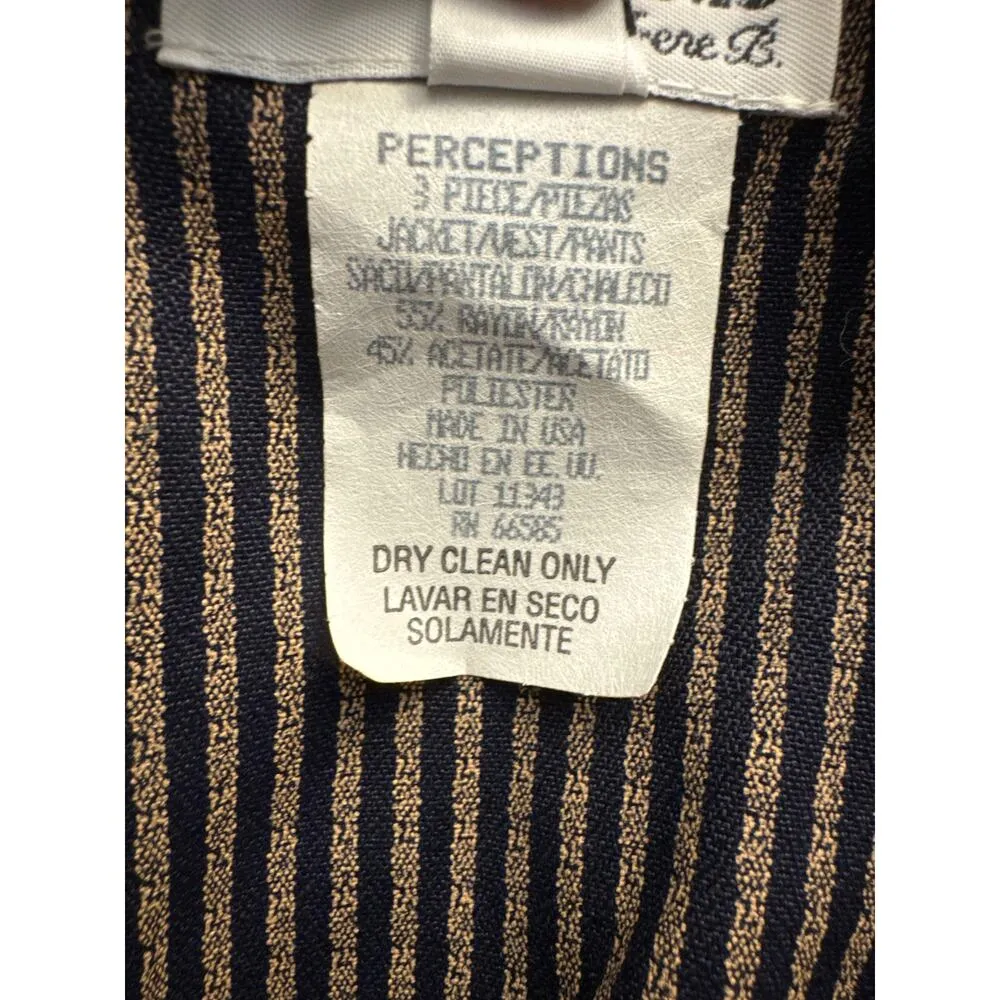 B.
PERCEPTIONS
3 PIECE/PIEZAS
JACKET/VEST/PANTS
SACO/PANTALON/CHALECO
55% RAYON/RAYON
45% ACETATE/ACETATO
POLIESTER
MADE IN USA
HECHO EN EE. UU.
LOT 11343
RN 66585
DRY CLEAN ONLY
LAVAR EN SECO
SOLAMENTE